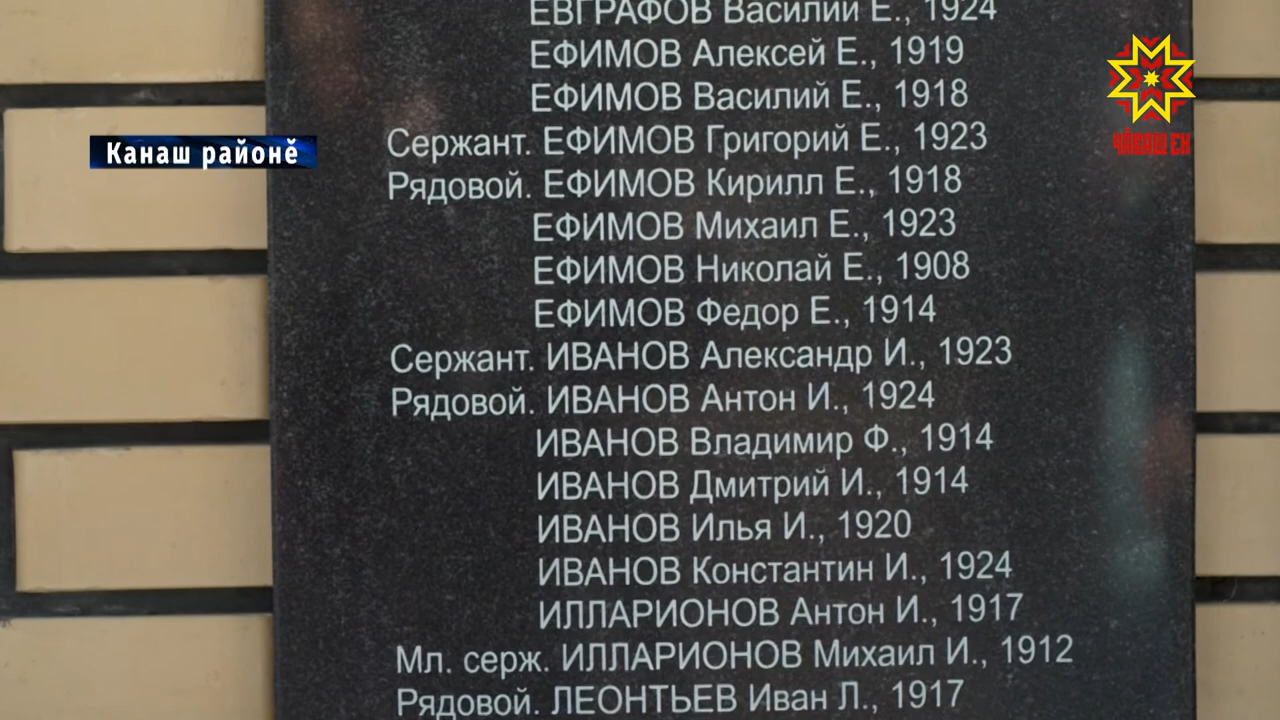 ЕВГРАФОВ Василий Е., 1924
ЕФИМОВ Алексей Е., 1919
ЕФИМОВ Василий Е., 1918
Сержант. ЕФИМОВ Григорий Е., 1923
Рядовой. ЕФИМОВ Кирилл Е., 1918
ЕФИМОВ Михаил Е., 1923
ЕФИМОВ Николай Е., 1908
ЕФИМОВ Федор Е., 1914
Сержант. ИВАНОВ Александр И., 1923
Рядовой. ИВАНОВ Антон И., 1924
ИВАНОВ Владимир Ф., 1914
ИВАНОВ Дмитрий И., 1914
ИВАНОВ Илья И., 1920
ИВАНОВ Константин И., 1924
ИЛЛАРИОНОВ Антон И., 1917
Мл. серж. ИЛЛАРИОНОВ Михаил И., 1912
Рядовой. ЛЕОНТЬЕВ Иван Л., 1917
Канаш районĕ
ЧӐВАШ ЕН